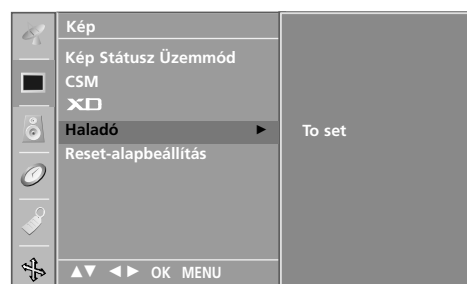 Kép
Kép Státusz Üzemmód
CSM
XD
Haladó ► To set
Reset-alapbeállítás
▲▼ ◄► OK MENU